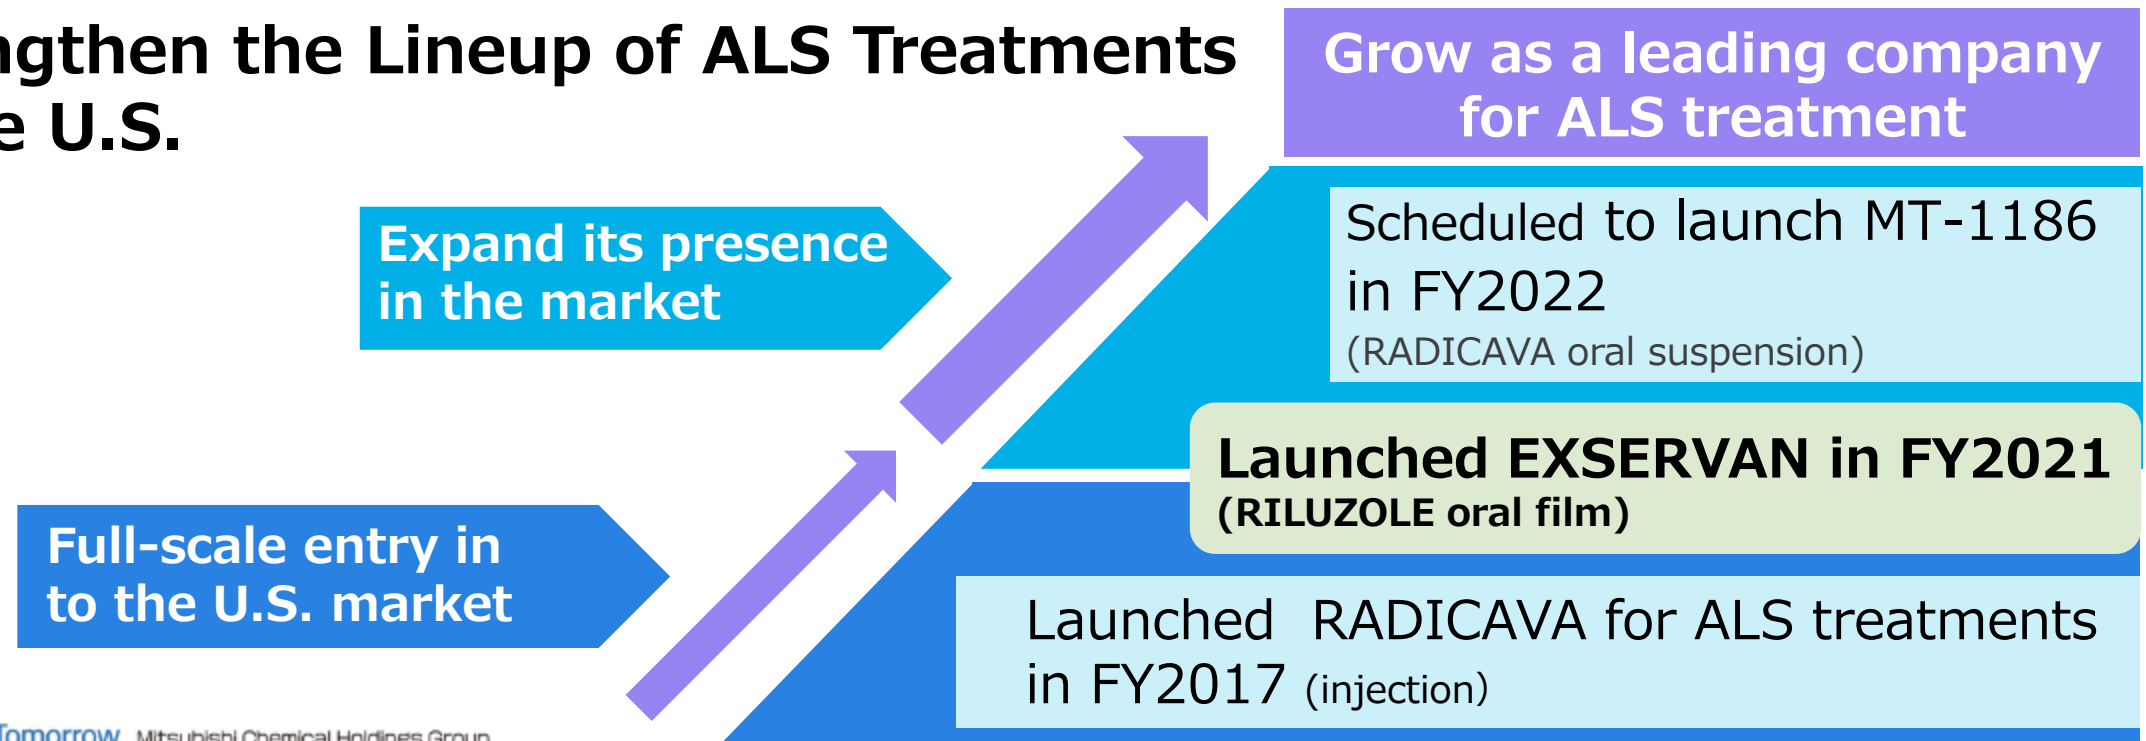 ngthen the Lineup of ALS Treatments
e U.S.
Grow as a leading company
for ALS treatment
Expand its presence
in the market
Scheduled to launch MT-1186
in FY2022
(RADICAVA oral suspension)
Launched EXSERVAN in FY2021
(RILUZOLE oral film)
Full-scale entry in
to the U.S. market
Launched RADICAVA for ALS treatments
in FY2017 (injection)
Tomorrow Mitsubishi Chemical Holdings Group